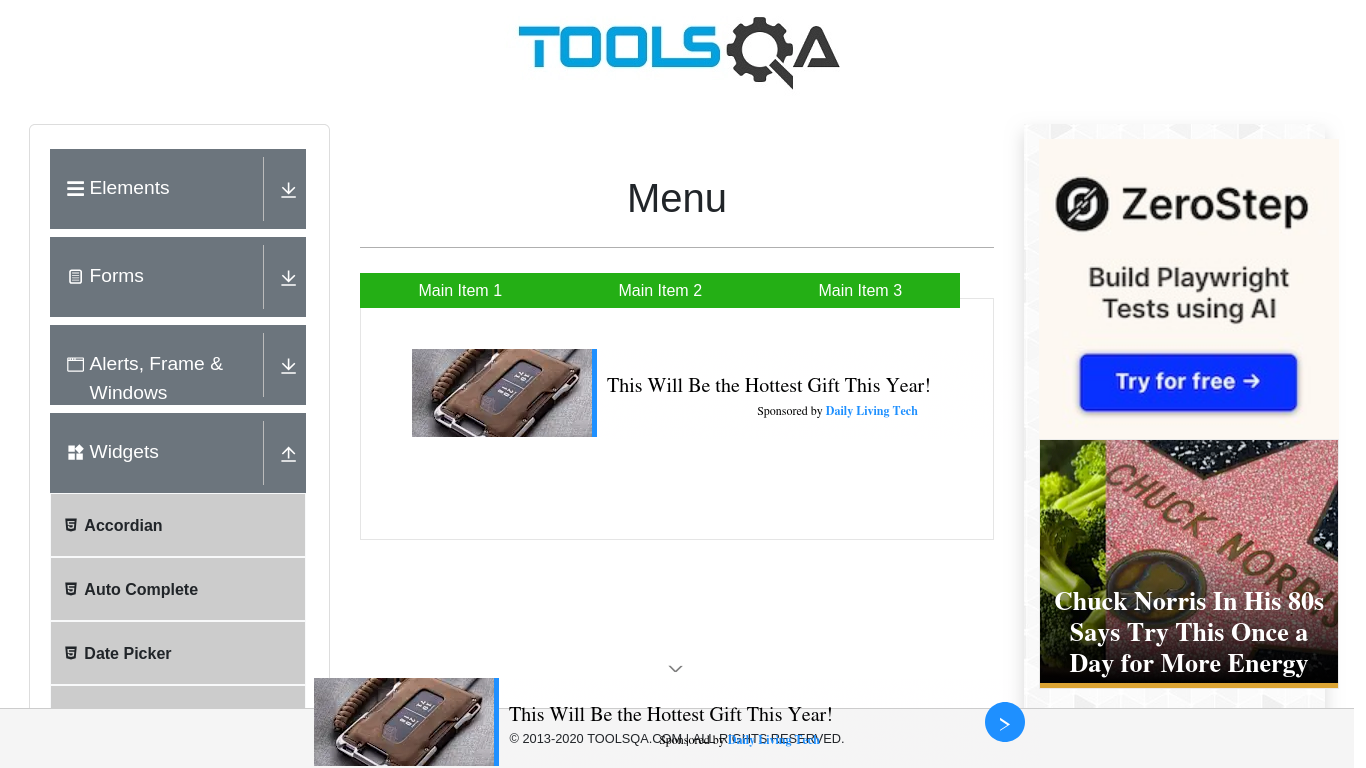 TOOLSQA
Elements
Forms
Alerts, Frame &
Windows
Widgets
Accordian
Auto Complete
Date Picker
Menu
Main Item 1
Main Item 2
Main Item 3
This Will Be the Hottest Gift This Year!
Sponsored by Daily Living Tech
ZeroStep
Build Playwright
Tests using AI
Try for free →
CHUCK NORRIS
Chuck Norris In His 80s
Says Try This Once a
Day for More Energy
This Will Be the Hottest Gift This Year!
Sponsored by Daily Living Tech
© 2013-2020 TOOLSQA.COM | ALL RIGHTS RESERVED.